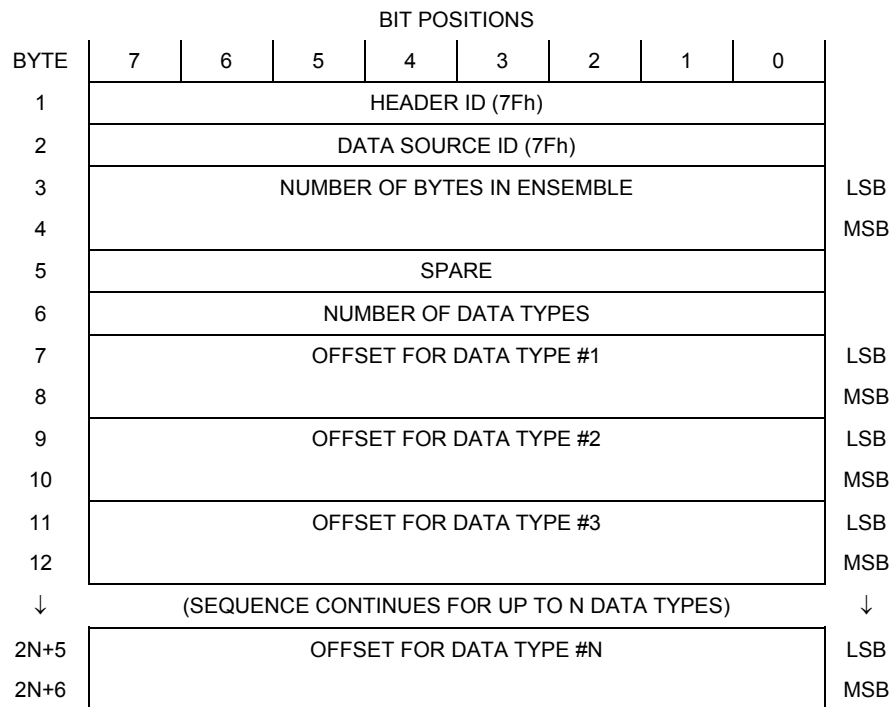 BIT POSITIONS
BYTE 7 6 5 4 3 2 1 0
1 HEADER ID (7Fh)
2 DATA SOURCE ID (7Fh)
3 NUMBER OF BYTES IN ENSEMBLE LSB
4 MSB
5 SPARE
6 NUMBER OF DATA TYPES
7 OFFSET FOR DATA TYPE #1 LSB
8 MSB
9 OFFSET FOR DATA TYPE #2 LSB
10 MSB
11 OFFSET FOR DATA TYPE #3 LSB
12 MSB
↓ (SEQUENCE CONTINUES FOR UP TO N DATA TYPES) ↓
2N+5 OFFSET FOR DATA TYPE #N LSB
2N+6 MSB